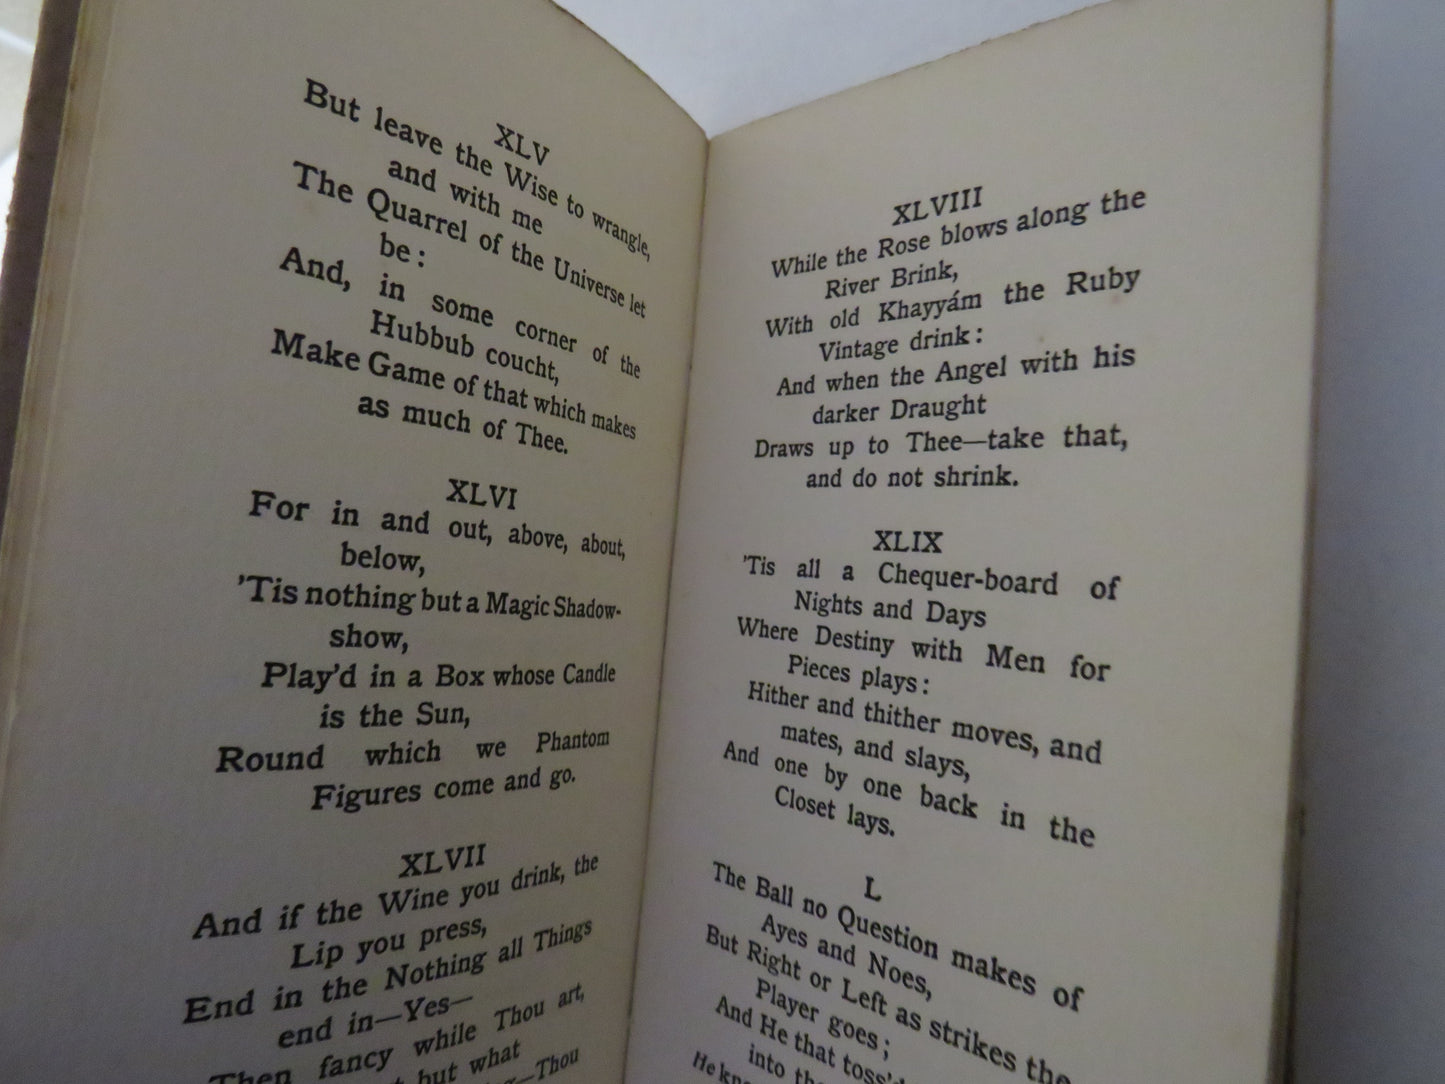 XLV
But leave the Wise to wrangle,
and with me
The Quarrel of the Universe let
be :
And, in some corner of the
Hubbub coucht,
Make Game of that which makes
as much of Thee.
XLVI
For in and out, above, about,
below,
'Tis nothing but a Magic Shadow-
show,
Play'd in a Box whose Candle
is the Sun,
Round which we Phantom
Figures come and go.
XLVII
And if the Wine you drink, the
Lip you press,
End in the Nothing all Things
end in—Yes—
Then fancy while Thou art,
but what
—Thou
XLVIII
While the Rose blows along the
River Brink,
With old Khayyám the Ruby
Vintage drink :
And when the Angel with his
darker Draught
Draws up to Thee—take that,
and do not shrink.
XLIX
'Tis all a Chequer-board of
Nights and Days
Where Destiny with Men for
Pieces plays :
Hither and thither moves, and
mates, and slays,
And one by one back in the
Closet lays.
L
The Ball no Question makes of
Ayes and Noes,
But Right or Left as strikes the
Player goes ;
And He that toss'd
into
He